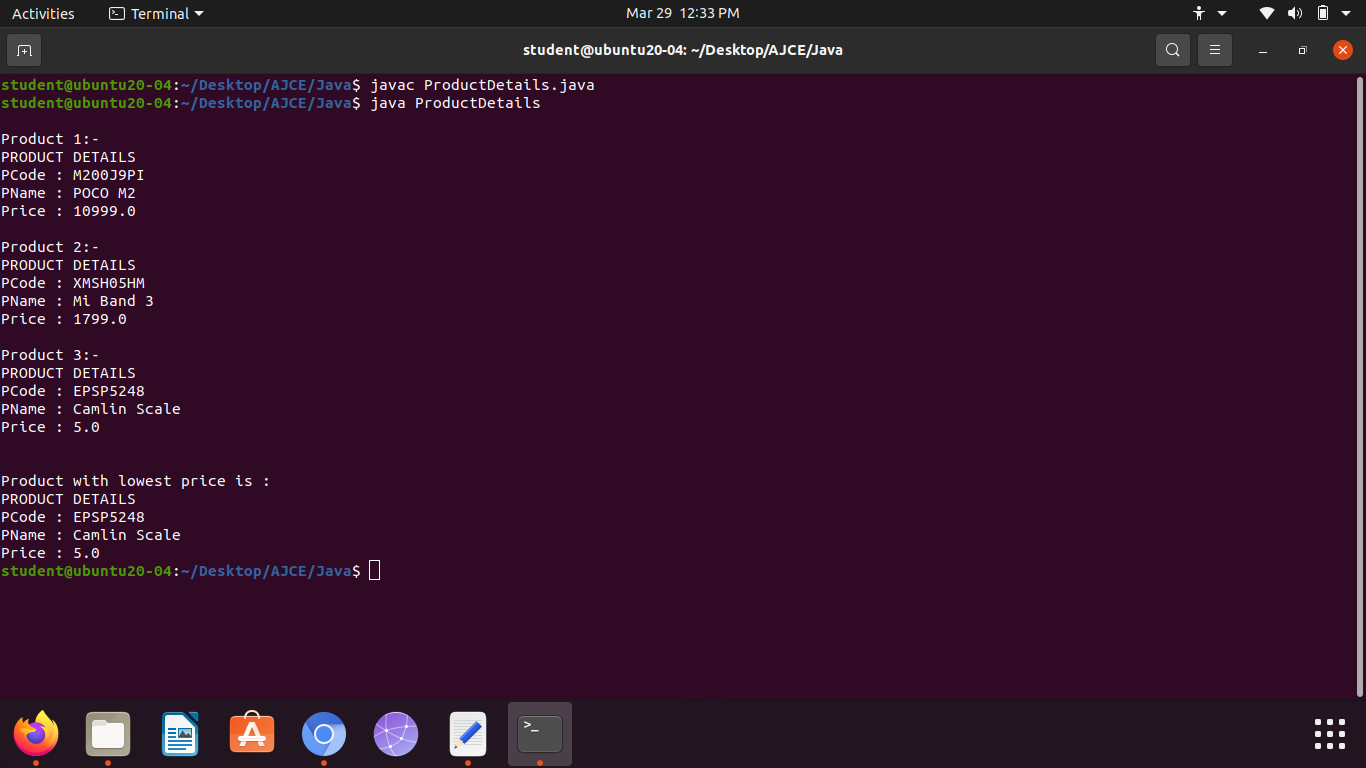 Activities
Terminal
Mar 29 12:33 PM
student@ubuntu20-04: ~/Desktop/AJCE/Java
student@ubuntu20-04:~/Desktop/AJCE/Java$ javac ProductDetails.java
student@ubuntu20-04:~/Desktop/AJCE/Java$ java ProductDetails
Product 1:-
PRODUCT DETAILS
PCode : M200J9PI
PName : POCO M2
Price : 10999.0
Product 2:-
PRODUCT DETAILS
PCode : XMSH05HM
PName : Mi Band 3
Price : 1799.0
Product 3:-
PRODUCT DETAILS
PCode : EPSP5248
PName : Camlin Scale
Price : 5.0
Product with lowest price is :
PRODUCT DETAILS
PCode : EPSP5248
PName : Camlin Scale
Price : 5.0
student@ubuntu20-04:~/Desktop/AJCE/Java$